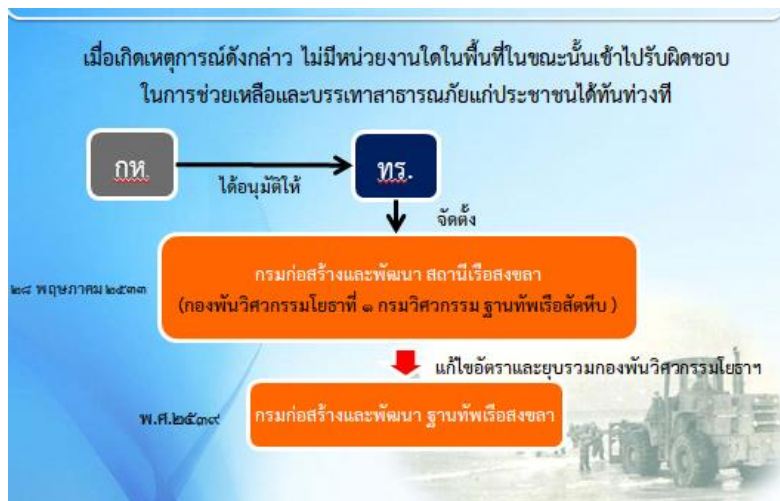 เมื่อเกิดเหตุการณ์ดังกล่าว ไม่มีหน่วยงานใดในพื้นที่ในขณะนั้นเข้าไปรับผิดชอบ
ในการช่วยเหลือและบรรเทาสาธารณภัยแก่ประชาชนได้ทันท่วงที
กห.
ได้อนุมัติให้
ทร.
จัดตั้ง
๒๘ พฤษภาคม ๒๕๓๓
กรมก่อสร้างและพัฒนา สถานีเรือสงขลา
(กองพันวิศวกรรมโยธาที่ ๑ กรมวิศวกรรม ฐานทัพเรือสัตหีบ )
แก้ไขอัตราและยุบรวมกองพันวิศวกรรมโยธาฯ
พ.ศ.๒๕๓๙
กรมก่อสร้างและพัฒนา ฐานทัพเรือสงขลา